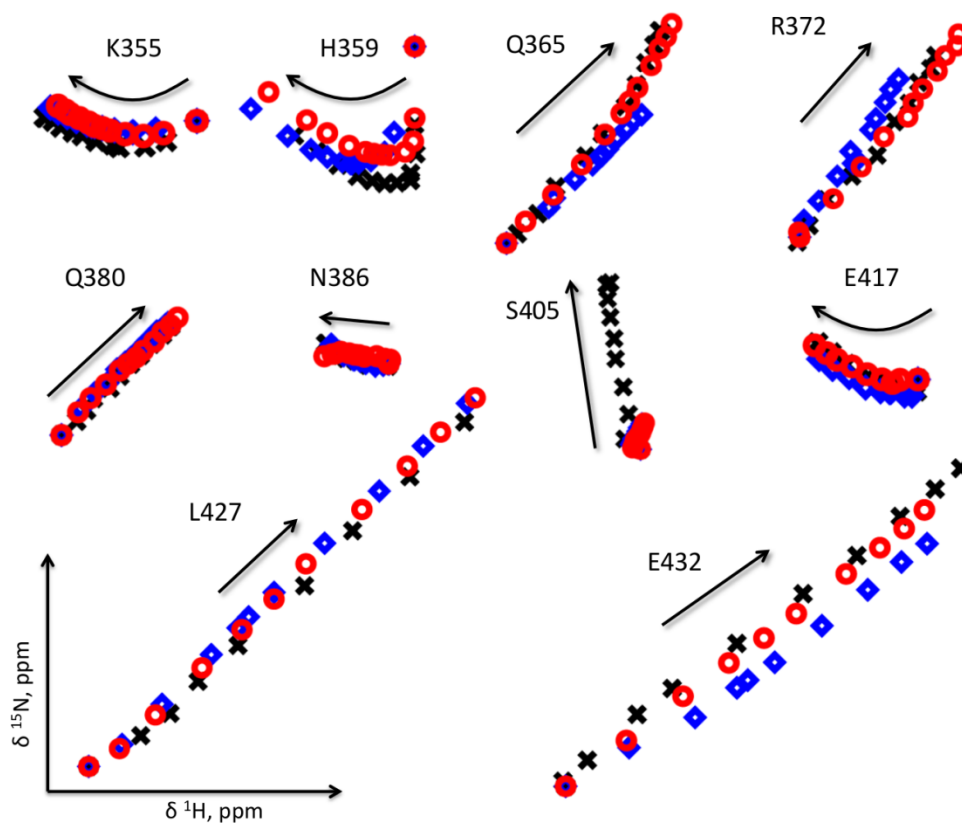 K355
H359
Q365
R372
Q380
N386
S405
E417
L427
E432
δ ¹⁵N, ppm
δ ¹H, ppm